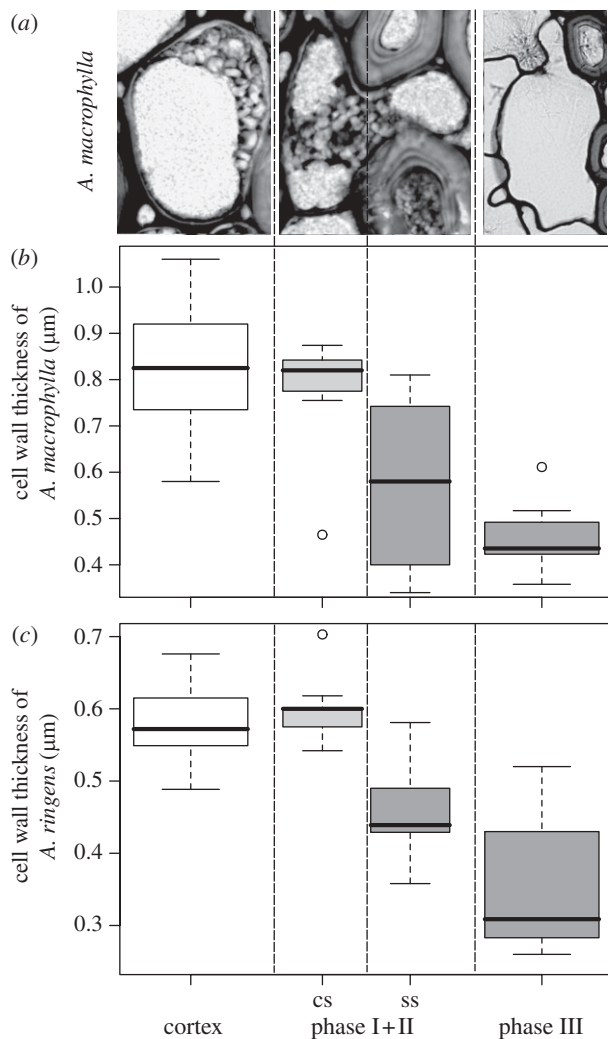 (a)
A. macrophylla
(b)
cell wall thickness of
A. macrophylla (μm)
1.0
0.9
0.8
0.7
0.6
0.5
0.4
(c)
cell wall thickness of
A. ringens (μm)
0.7
0.6
0.5
0.4
0.3
cs
ss
cortex
phase I+II
phase III